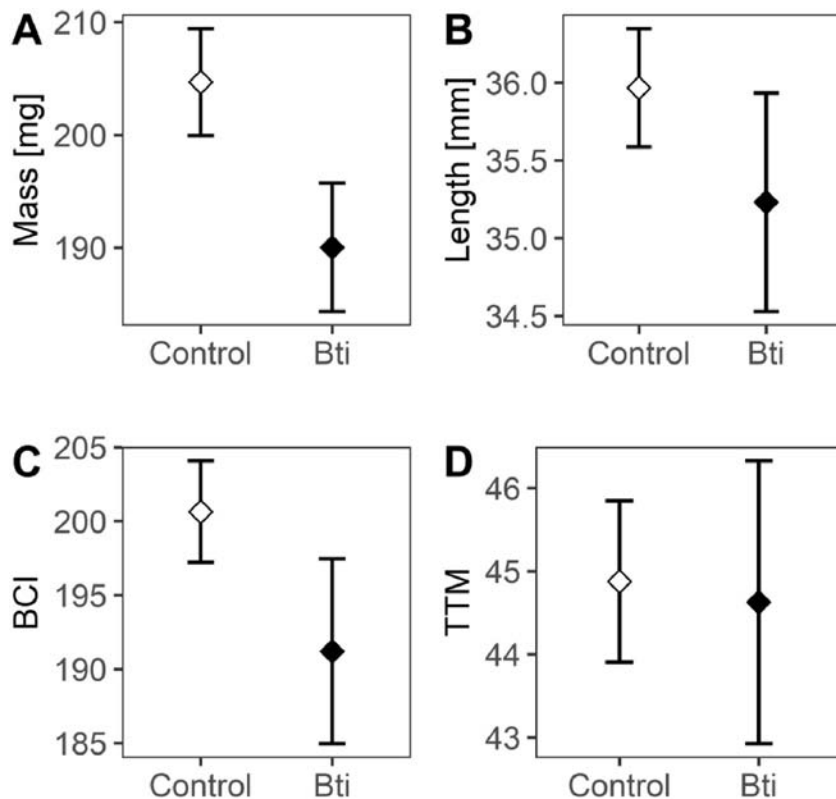 A
Mass [mg]
210
200
190
Control
Bti
B
Length [mm]
36.0
35.5
35.0
34.5
Control
Bti
C
BCI
205
200
195
190
185
Control
Bti
D
TTM
46
45
44
43
Control
Bti